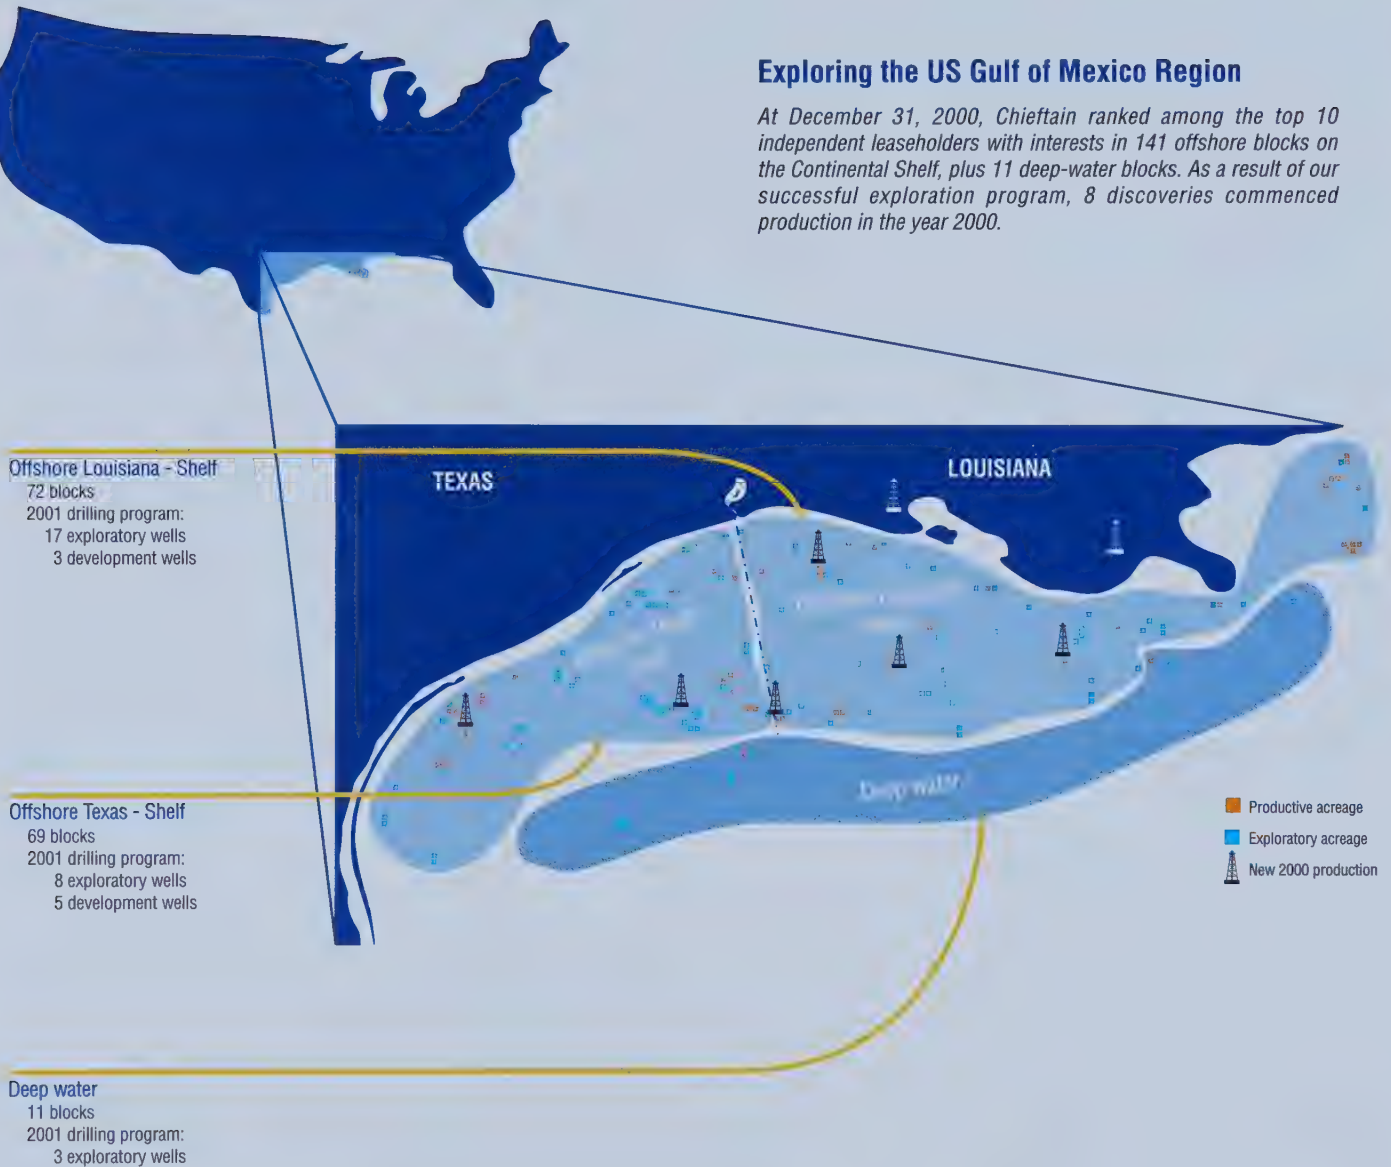 Exploring the US Gulf of Mexico Region
At December 31, 2000, Chieftain ranked among the top 10
independent leaseholders with interests in 141 offshore blocks on
the Continental Shelf, plus 11 deep-water blocks. As a result of our
successful exploration program, 8 discoveries commenced
production in the year 2000.
Offshore Louisiana - Shelf
72 blocks
2001 drilling program:
17 exploratory wells
3 development wells
TEXAS
LOUISIANA
Deep water
Offshore Texas - Shelf
69 blocks
2001 drilling program:
8 exploratory wells
5 development wells
Productive acreage
Exploratory acreage
New 2000 production
Deep water
11 blocks
2001 drilling program:
3 exploratory wells